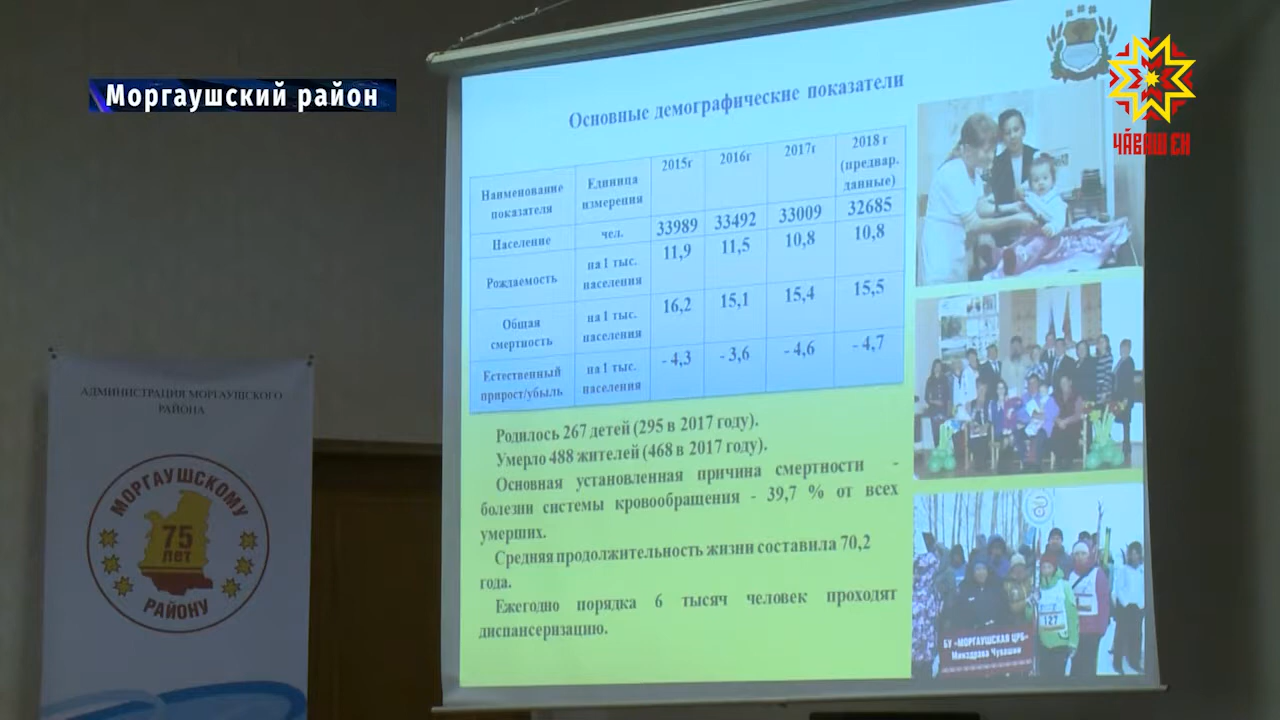 Моргаушский район
ЧӐВАШ ЕН
Основные демографические показатели
Наименование показателя
Единица измерения
2015г
2016г
2017г
2018 г (предвар. данные)
Население
чел.
33989
33492
33009
32685
Рождаемость
на 1 тыс. населения
11,9
11,5
10,8
10,8
Общая смертность
на 1 тыс. населения
16,2
15,1
15,4
15,5
Естественный прирост/убыль
на 1 тыс. населения
- 4,3
- 3,6
- 4,6
- 4,7
Родилось 267 детей (295 в 2017 году).
Умерло 488 жителей (468 в 2017 году).
Основная установленная причина смертности -
болезни системы кровообращения - 39,7 % от всех
умерших.
Средняя продолжительность жизни составила 70,2
года.
Ежегодно порядка 6 тысяч человек проходят
диспансеризацию.
127
БУ «МОРГАУШСКАЯ ЦРБ»
Минздрава Чувашии
АДМИНИСТРАЦИЯ МОРГАУШСКОГО
РАЙОНА
МОРГАУШСКОМУ
75
ЛЕТ
РАЙОНУ